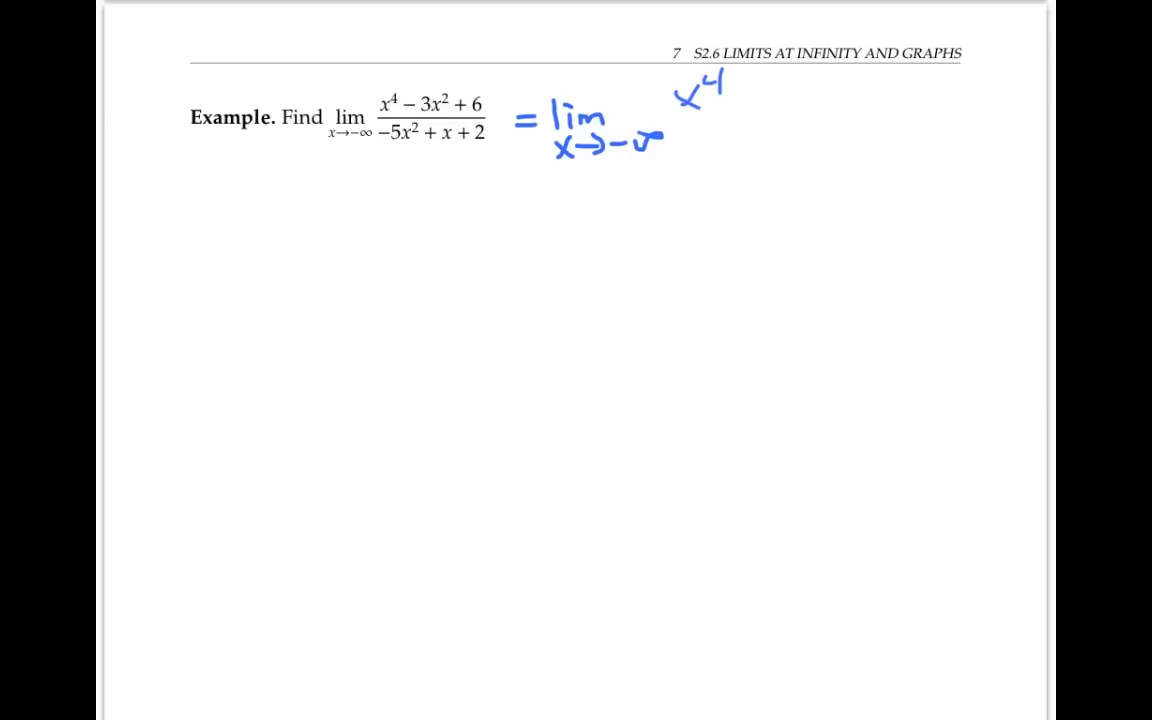 7 S2.6 LIMITS AT INFINITY AND GRAPHS
Example. Find lim x→−∞ (x⁴ − 3x² + 6)/(−5x² + x + 2) = lim x→−∞ x⁴